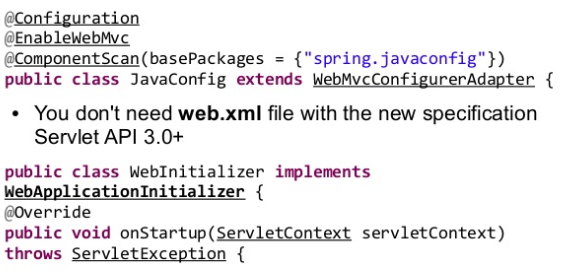 @Configuration
@EnableWebMvc
@ComponentScan(basePackages = {"spring.javaconfig"})
public class JavaConfig extends WebMvcConfigurerAdapter {
• You don't need web.xml file with the new specification
Servlet API 3.0+
public class WebInitializer implements
WebApplicationInitializer {
@Override
public void onStartup(ServletContext servletContext)
throws ServletException {